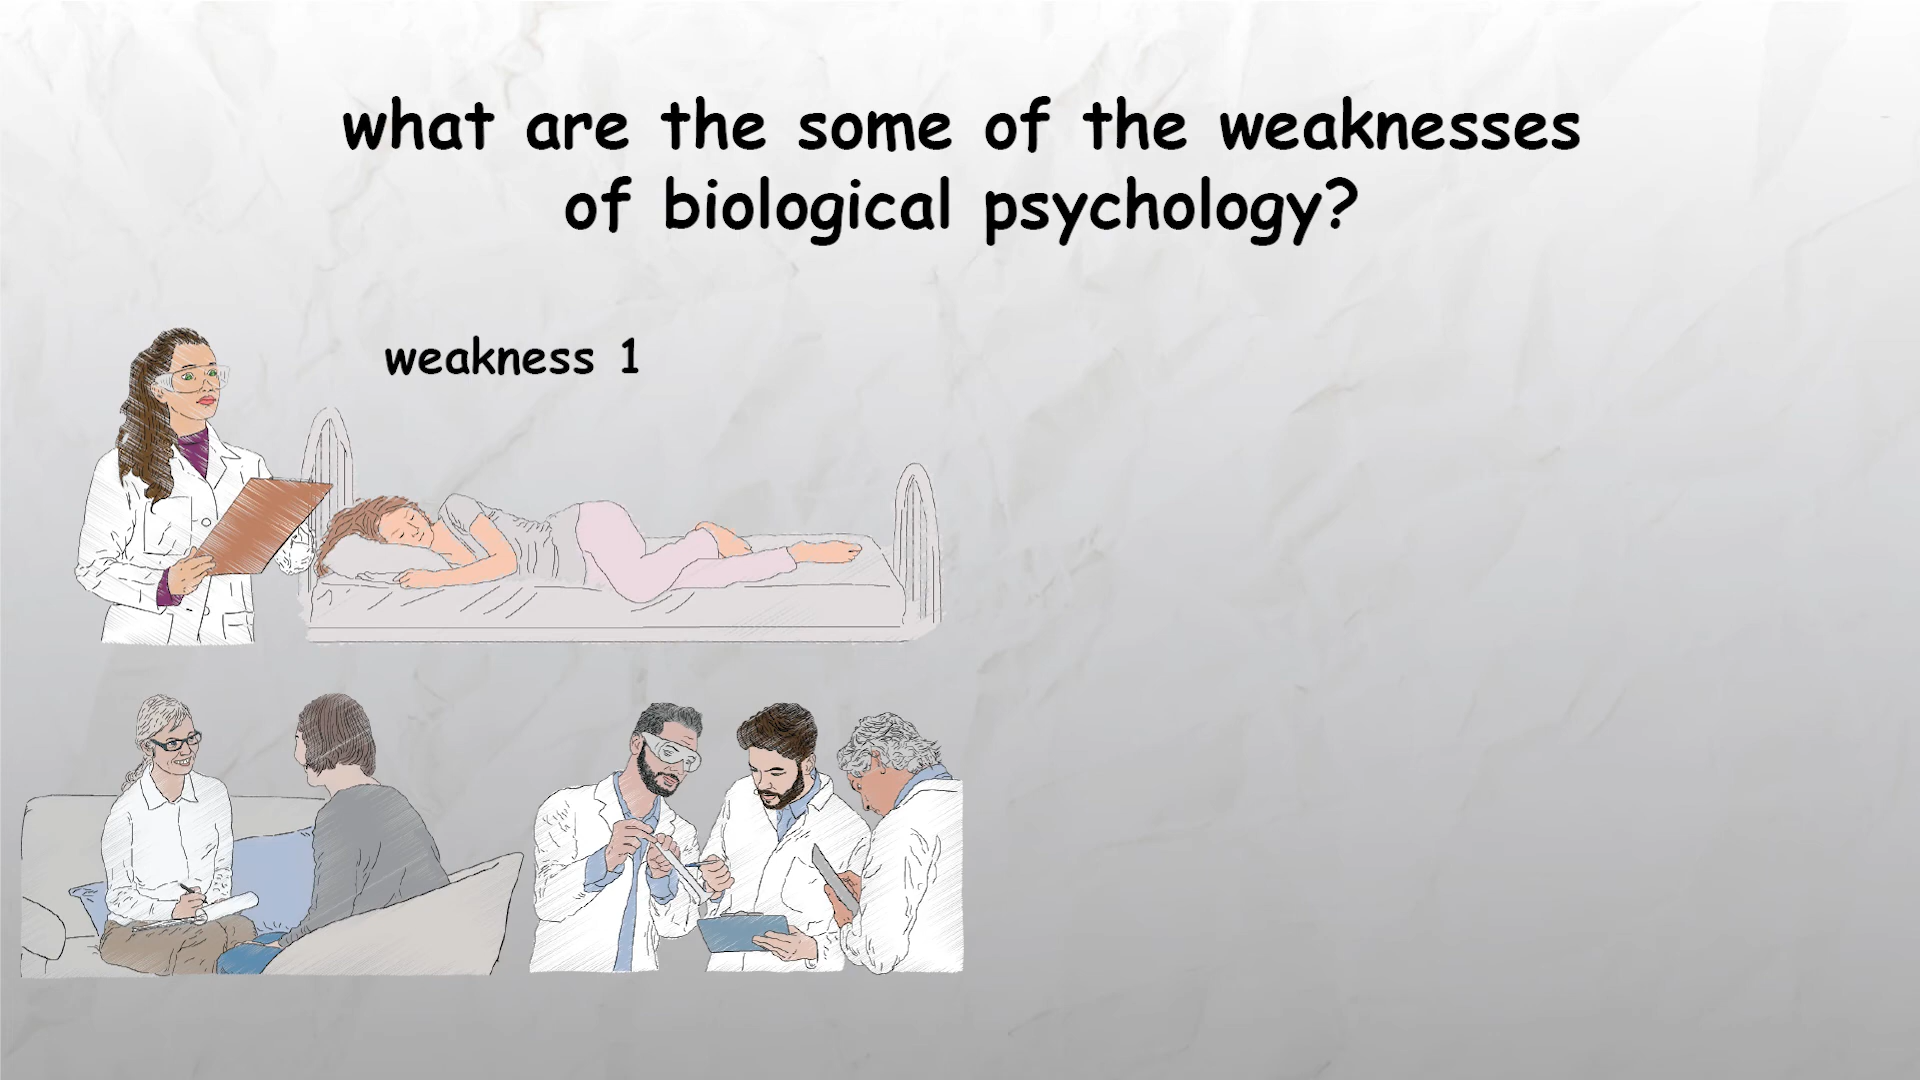 what are the some of the weaknesses
of biological psychology?
weakness 1